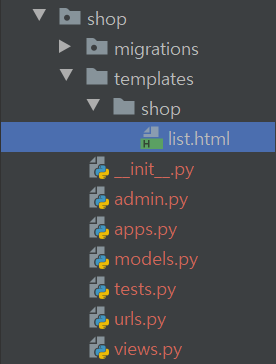 shop
migrations
templates
shop
H list.html
__init__.py
admin.py
apps.py
models.py
tests.py
urls.py
views.py